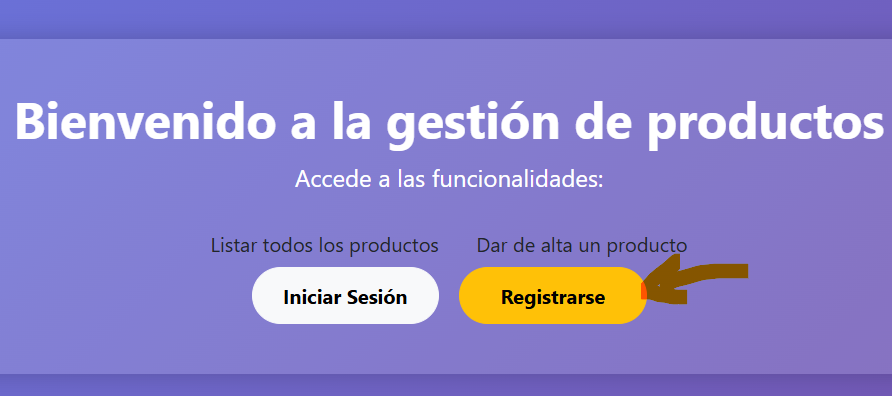 Bienvenido a la gestión de productos
Accede a las funcionalidades:
Listar todos los productos Dar de alta un producto
Iniciar Sesión Registrarse